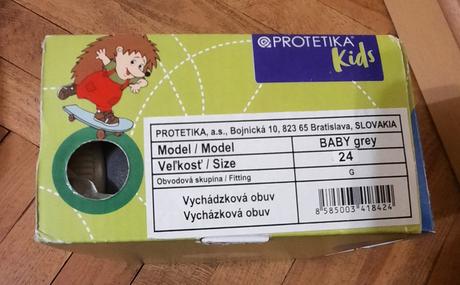 PROTETIKA®
Kids
PROTETIKA, a.s., Bojnická 10, 823 65 Bratislava, SLOVAKIA
Model / Model BABY grey
Veľkosť / Size 24
Obvodová skupina / Fitting G
Vychádzková obuv
Vycházková obuv
8 585003 418424